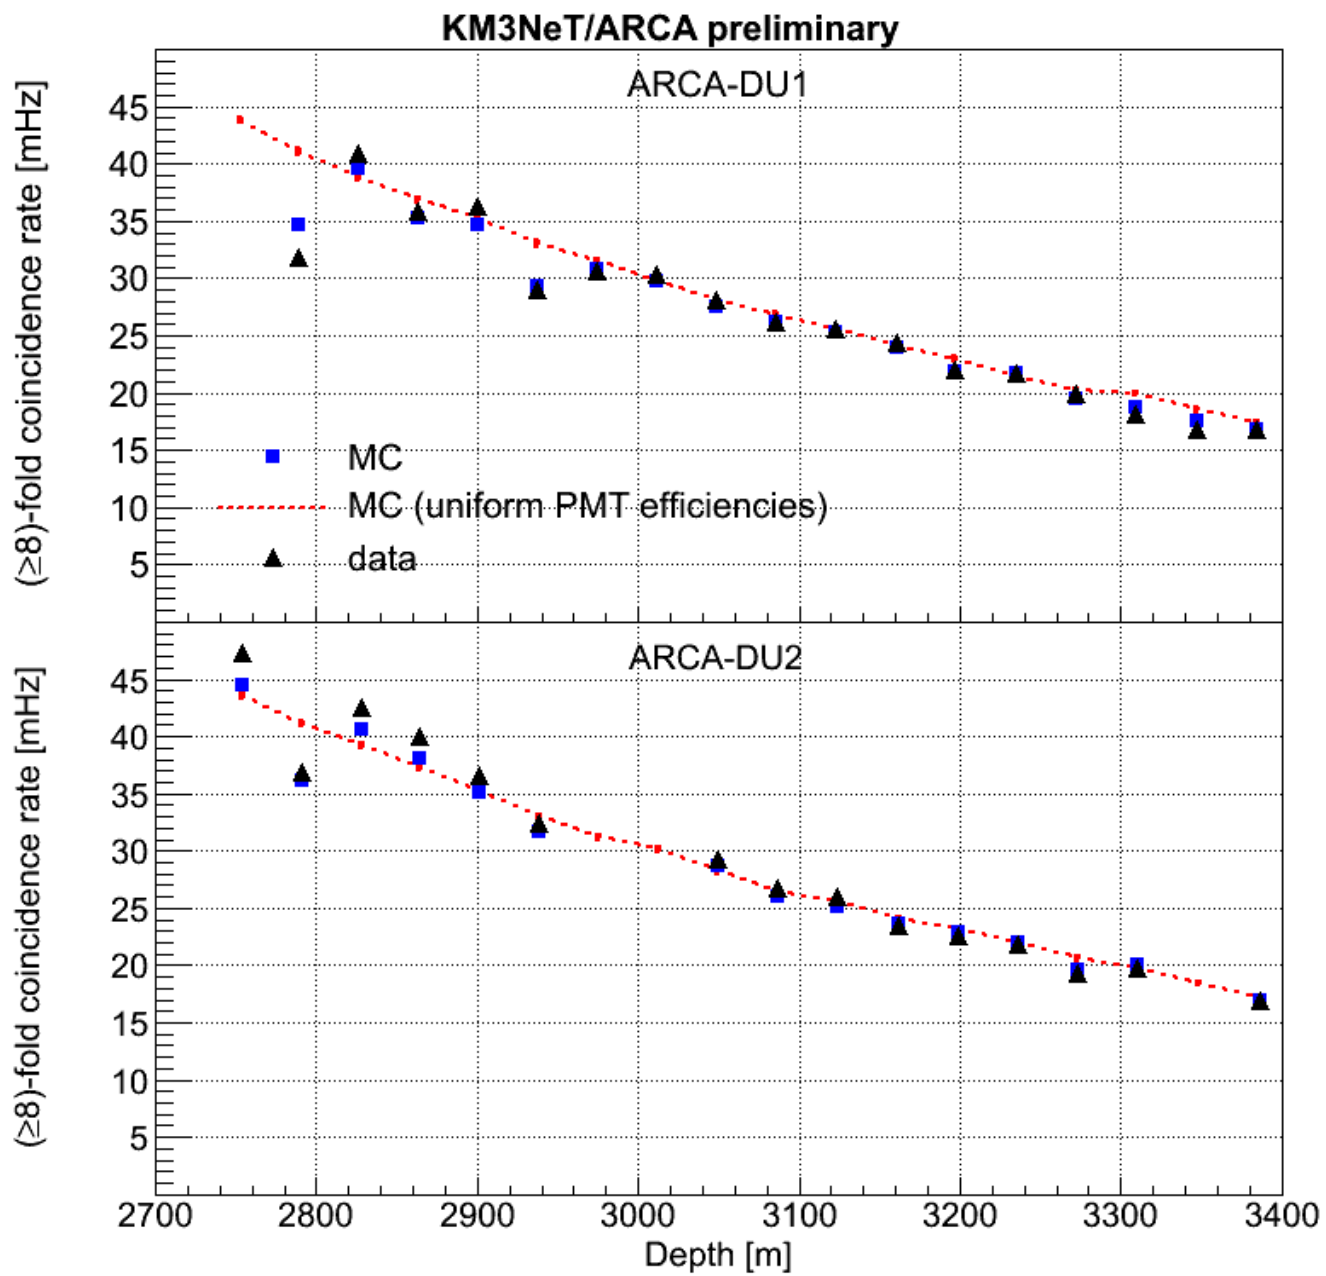 KM3NeT/ARCA preliminary
(≥8)-fold coincidence rate [mHz]
ARCA-DU1
45
40
35
30
25
20
15
10
5
MC
MC (uniform PMT efficiencies)
data
(≥8)-fold coincidence rate [mHz]
ARCA-DU2
45
40
35
30
25
20
15
10
5
2700 2800 2900 3000 3100 3200 3300 3400
Depth [m]